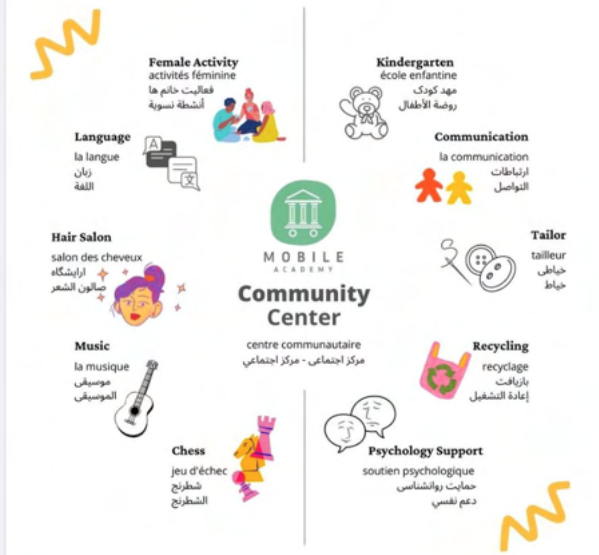 Female Activity
activités féminine
فعالیت خانم ها
أنشطة نسوية
Kindergarten
école enfantine
مهد کودک
روضة الأطفال
Language
la langue
زبان
اللغة
A
文
Communication
la communication
ارتباطات
التواصل
Hair Salon
salon des cheveux
ارایشگاه
صالون الشعر
MOBILE
ACADEMY
Community
Center
centre communautaire
مرکز اجتماعی - مركز اجتماعي
Tailor
tailleur
خیاطی
خياط
Music
la musique
موسیقی
الموسيقى
Recycling
recyclage
بازیافت
إعادة التشغيل
Chess
jeu d'échec
شطرنج
الشطرنج
Psychology Support
soutien psychologique
حمایت روانشناسی
دعم نفسي